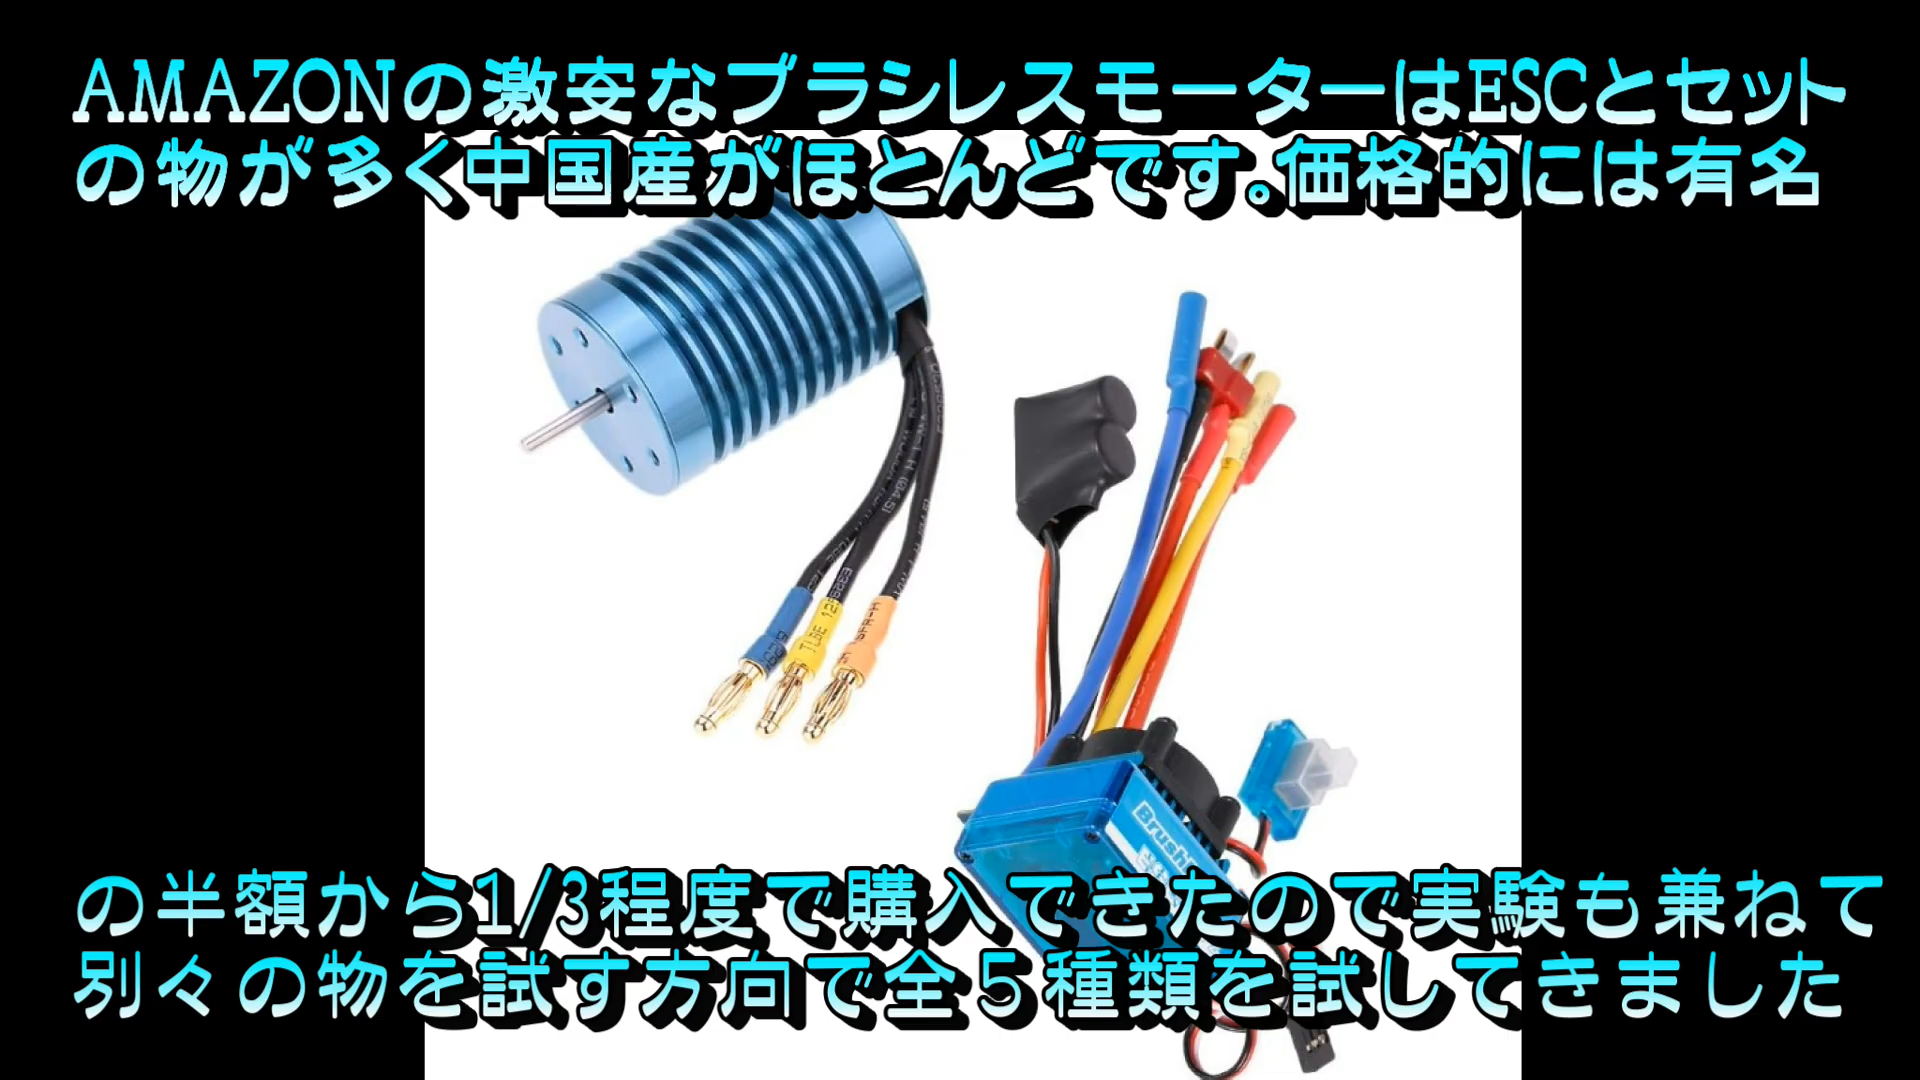 AMAZONの激安なブラシレスモーターはESCとセット
の物が多く中国産がほとんどです。価格的には有名
Brush
の半額から1/3程度で購入できたので実験も兼ねて
別々の物を試す方向で全５種類を試してきました